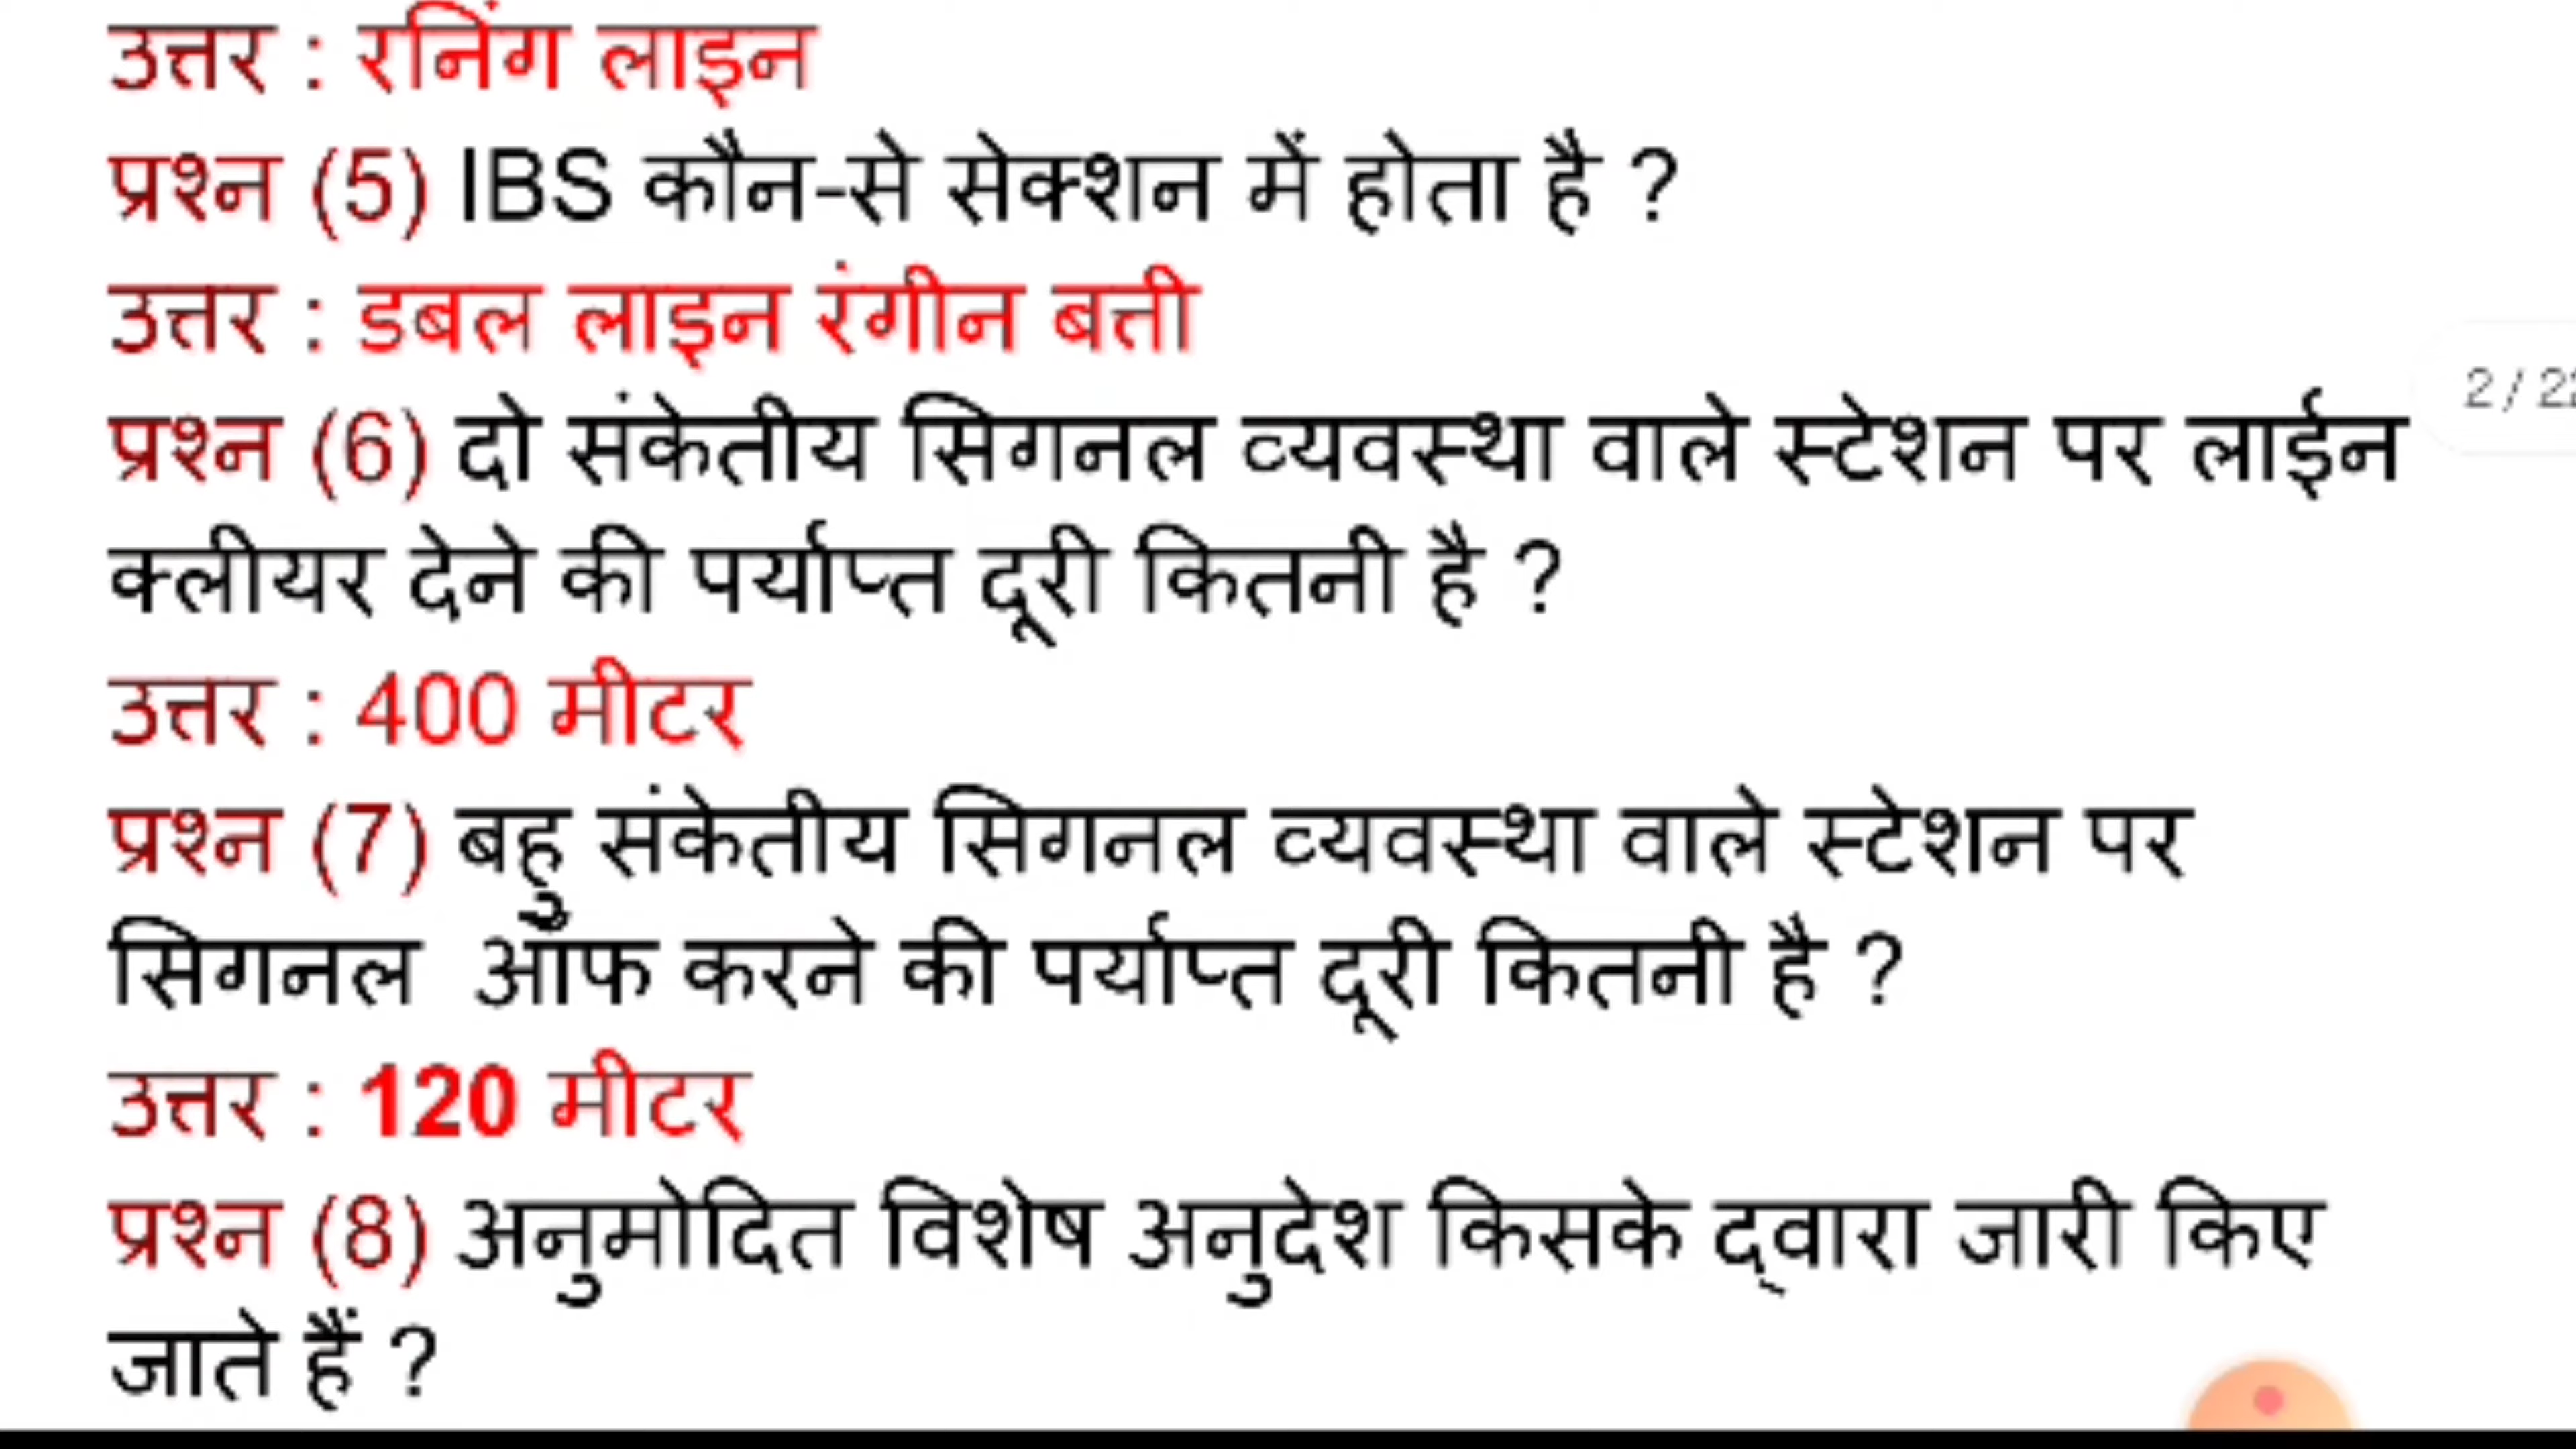 उत्तर : रनिंग लाइन
प्रश्न (5) IBS कौन-से सेक्शन में होता है ?
उत्तर : डबल लाइन रंगीन बत्ती
प्रश्न (6) दो संकेतीय सिगनल व्यवस्था वाले स्टेशन पर लाईन
क्लीयर देने की पर्याप्त दूरी कितनी है ?
उत्तर : 400 मीटर
प्रश्न (7) बहु संकेतीय सिगनल व्यवस्था वाले स्टेशन पर
सिगनल ऑफ करने की पर्याप्त दूरी कितनी है ?
उत्तर : 120 मीटर
प्रश्न (8) अनुमोदित विशेष अनुदेश किसके द्वारा जारी किए
जाते हैं ?
2 /